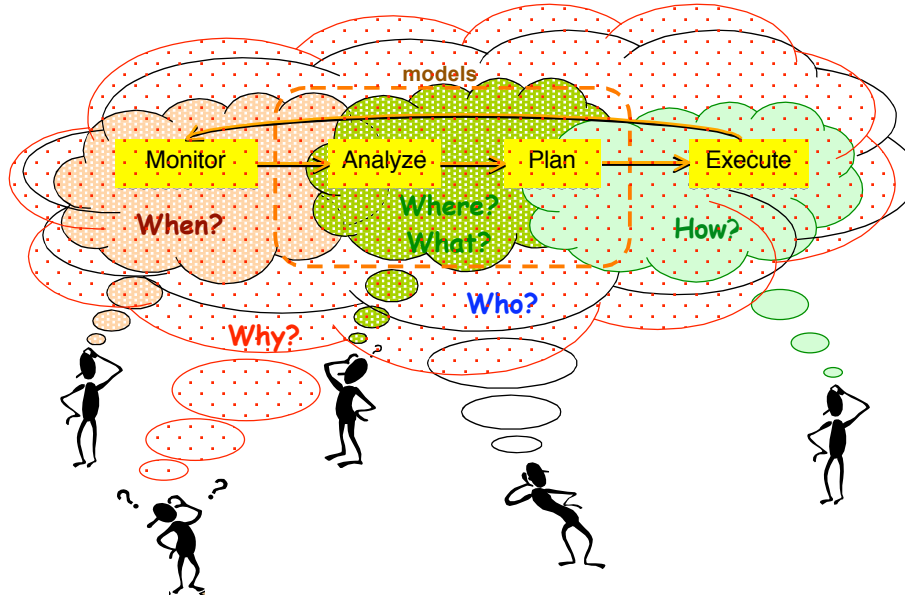 models
Monitor
Analyze
Plan
Execute
When?
Where?
What?
How?
Who?
Why?
?
? ?